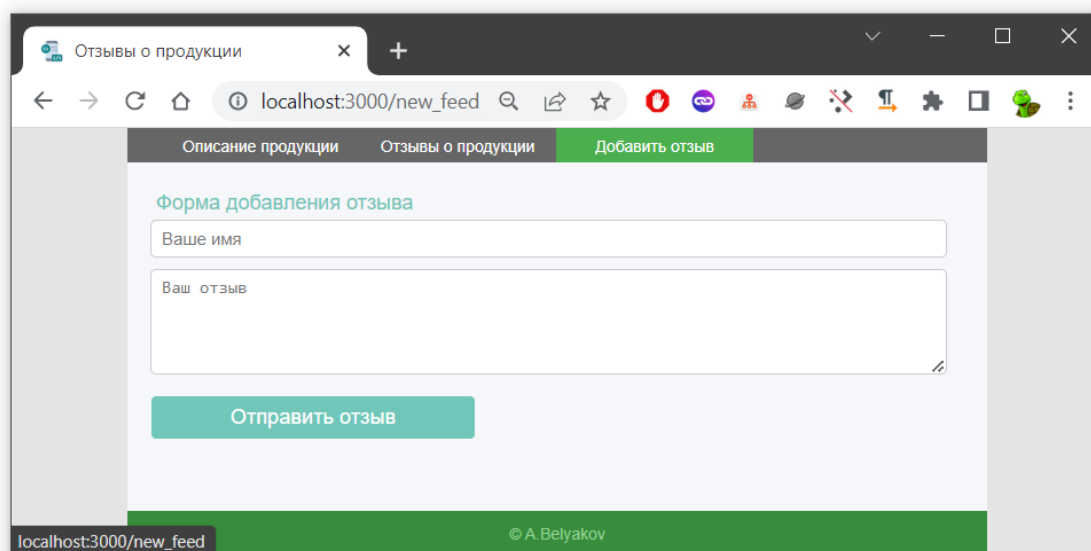 Отзывы о продукции
localhost:3000/new_feed
Описание продукции Отзывы о продукции Добавить отзыв
Форма добавления отзыва
Ваше имя
Ваш отзыв
Отправить отзыв
© A.Belyakov
localhost:3000/new_feed